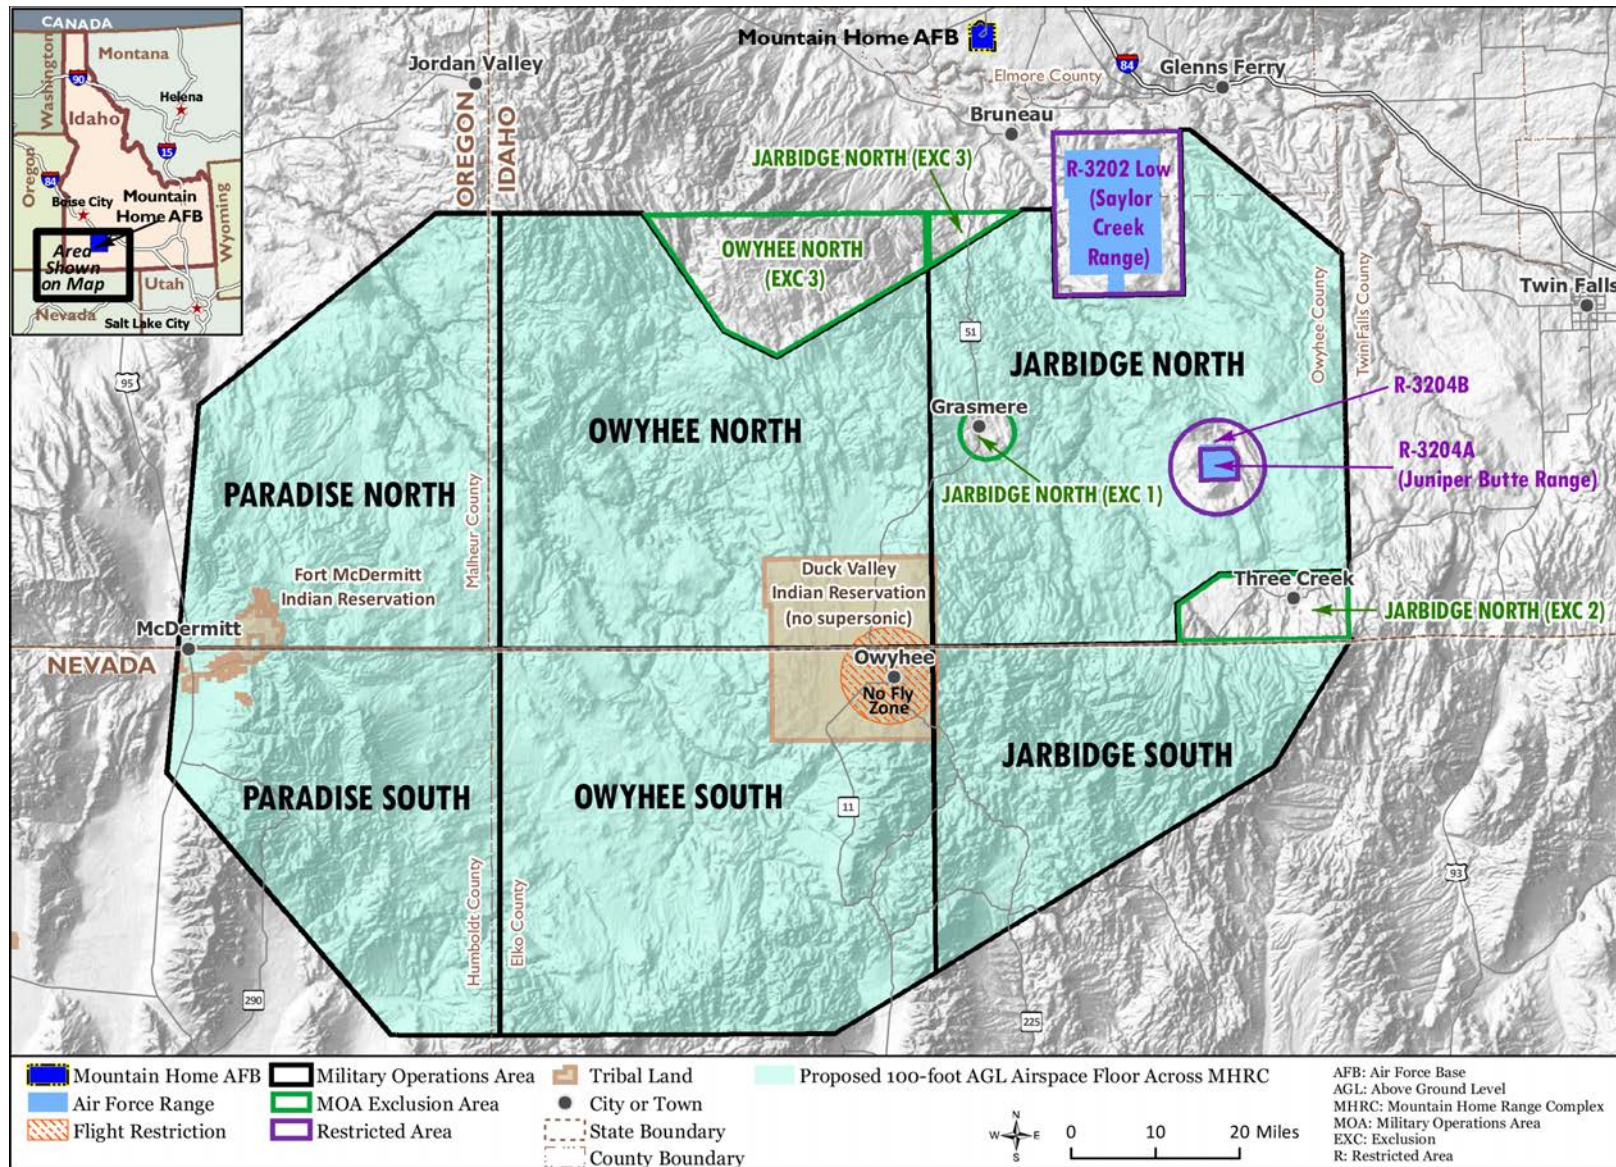 CANADA
Washington
Montana
90
Helena
Idaho
15
Oregon
84
Boise City
Mountain
Home AFB
Wyoming
Area
Shown
on Map
Utah
Nevada
Salt Lake City
Mountain Home AFB
Jordan Valley
OREGON
IDAHO
84
Elmore County
Glenns Ferry
Bruneau
JARBIDGE NORTH (EXC 3)
R-3202 Low
(Saylor
Creek
Range)
OWYHEE NORTH
(EXC 3)
Owyhee County
Twin Falls County
Twin Falls
51
95
JARBIDGE NORTH
R-3204B
Grasmere
OWYHEE NORTH
R-3204A
(Juniper Butte Range)
PARADISE NORTH
JARBIDGE NORTH (EXC 1)
Malheur County
Fort McDermitt
Indian Reservation
Duck Valley
Indian Reservation
(no supersonic)
Three Creek
JARBIDGE NORTH (EXC 2)
McDermitt
NEVADA
Owyhee
No Fly
Zone
JARBIDGE SOUTH
PARADISE SOUTH
OWYHEE SOUTH
11
93
Humboldt County
Elko County
290
225
Mountain Home AFB
Air Force Range
Flight Restriction
Military Operations Area
MOA Exclusion Area
Restricted Area
Tribal Land
City or Town
State Boundary
County Boundary
Proposed 100-foot AGL Airspace Floor Across MHRC
N
W E
S
0 10 20 Miles
AFB: Air Force Base
AGL: Above Ground Level
MHRC: Mountain Home Range Complex
MOA: Military Operations Area
EXC: Exclusion
R: Restricted Area